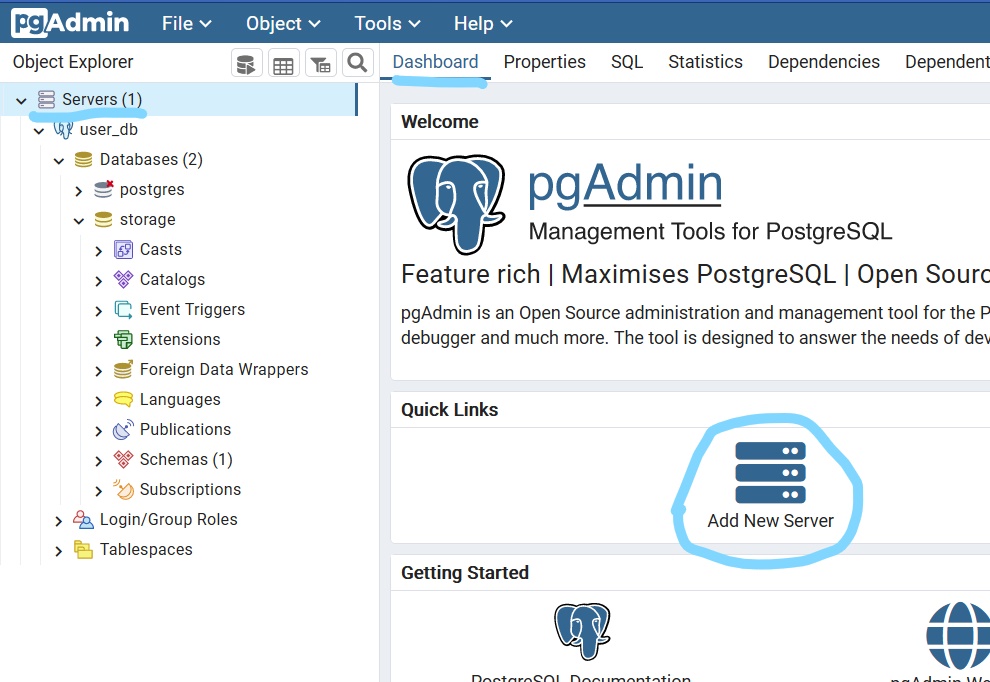 pgAdmin File Object Tools Help
Object Explorer
Dashboard Properties SQL Statistics Dependencies Dependent
Servers (1)
user_db
Databases (2)
postgres
storage
Casts
Catalogs
Event Triggers
Extensions
Foreign Data Wrappers
Languages
Publications
Schemas (1)
Subscriptions
Login/Group Roles
Tablespaces
Welcome
pgAdmin
Management Tools for PostgreSQL
Feature rich | Maximises PostgreSQL | Open Sourc
pgAdmin is an Open Source administration and management tool for the P
debugger and much more. The tool is designed to answer the needs of dev
Quick Links
Add New Server
Getting Started
PostgreSQL Documentation
pgAdmin We